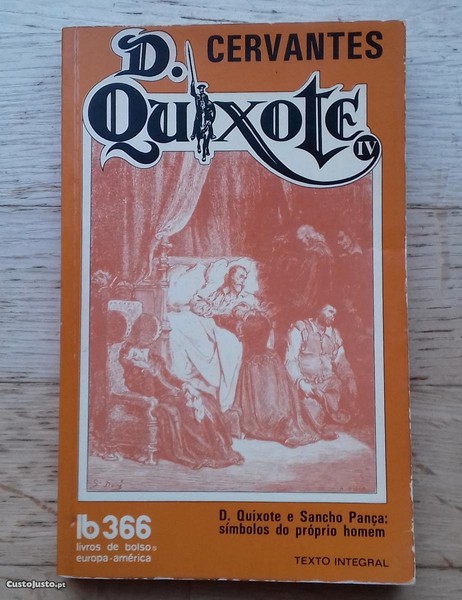 CERVANTES
D.
QUIXOTE
IV
D. Quixote e Sancho Pança:
símbolos do próprio homem
TEXTO INTEGRAL
lb 366
livros de bolso
europa-américa
CustoJusto.pt